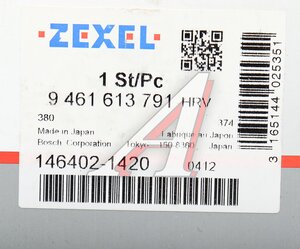 ZEXEL
1 St/Pc
9 461 613 791 HRV
380
374
Made in Japan
Fabriqué au Japon
Bosch Corporation Tokyo 150-8360 Japan
146402-1420
0412
3 165144 025351